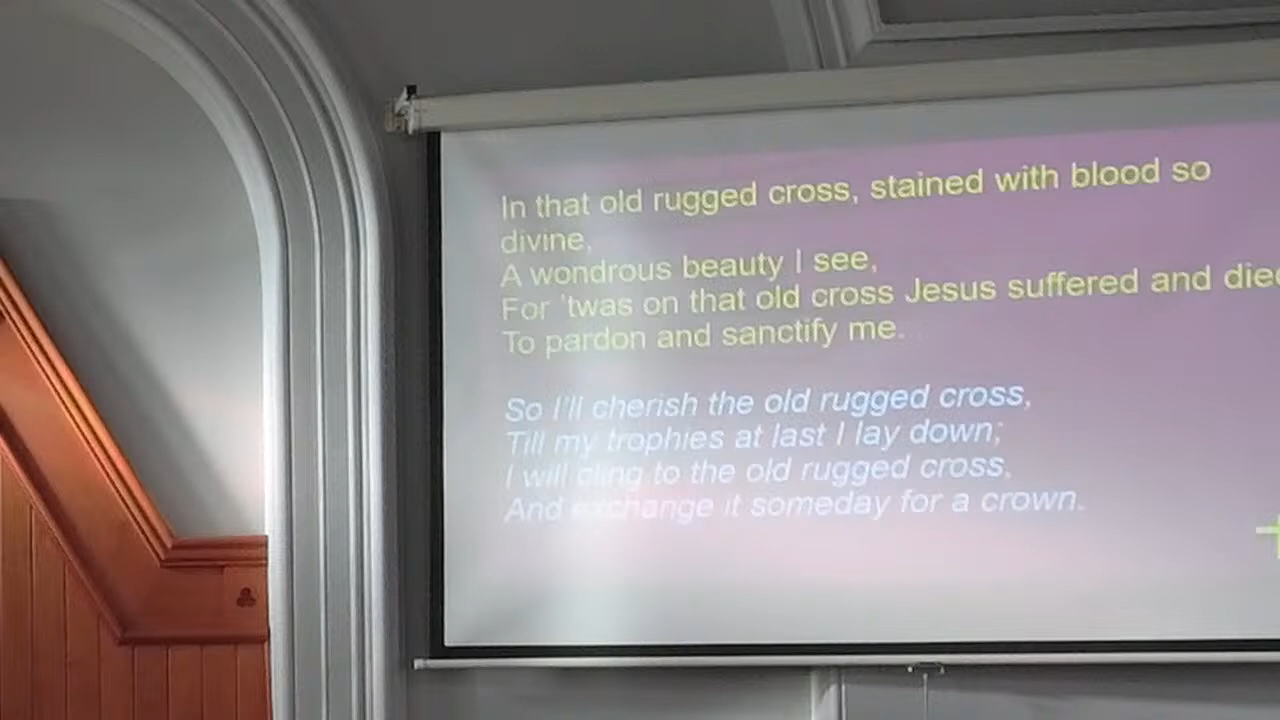 In that old rugged cross, stained with blood so
divine,
A wondrous beauty I see,
For 'twas on that old cross Jesus suffered and died
To pardon and sanctify me.
So I'll cherish the old rugged cross,
Till my trophies at last I lay down;
I will cling to the old rugged cross,
And exchange it someday for a crown.